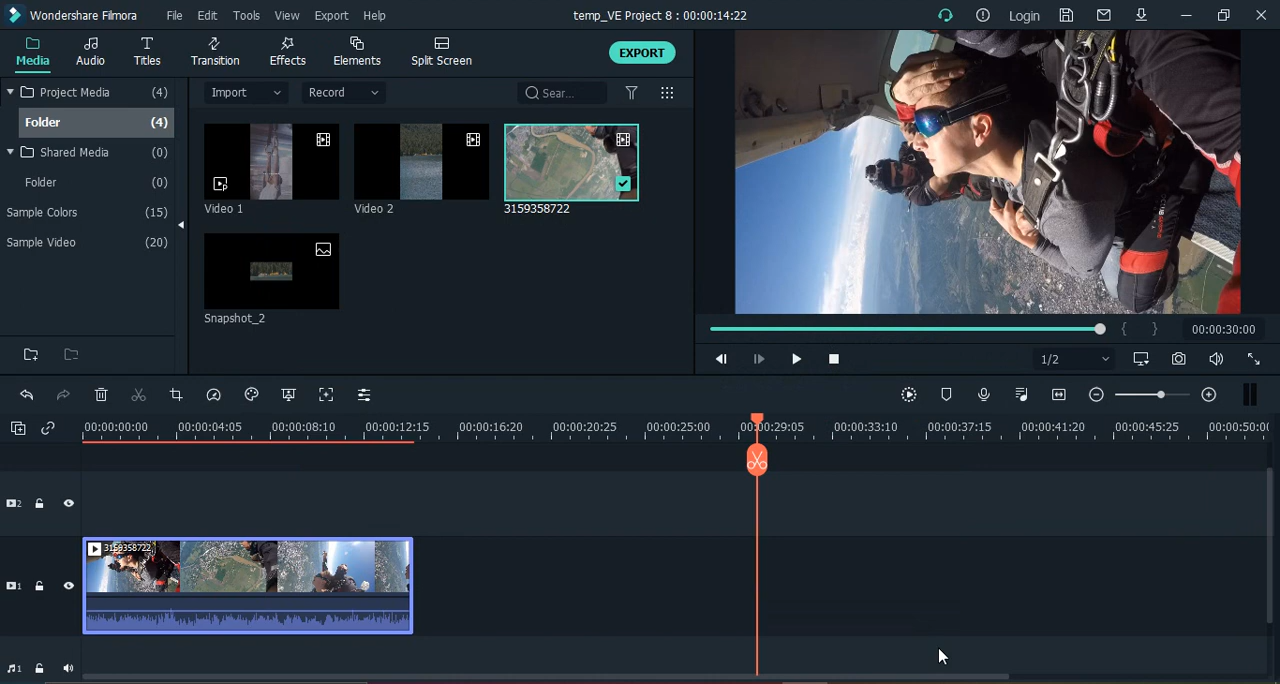 Wondershare Filmora File Edit Tools View Export Help temp_VE Project 8 : 00:00:14:22 Login
Media Audio Titles Transition Effects Elements Split Screen EXPORT
Project Media (4) Import Record Sear...
Folder (4)
Shared Media (0)
Folder (0)
Sample Colors (15) Video 1 Video 2 3159358722
Sample Video (20)
Snapshot_2 00:00:30:00
1/2
00:00:00:00 00:00:04:05 00:00:08:10 00:00:12:15 00:00:16:20 00:00:20:25 00:00:25:00 00:00:29:05 00:00:33:10 00:00:37:15 00:00:41:20 00:00:45:25 00:00:50:00
2
3159358722
1
1